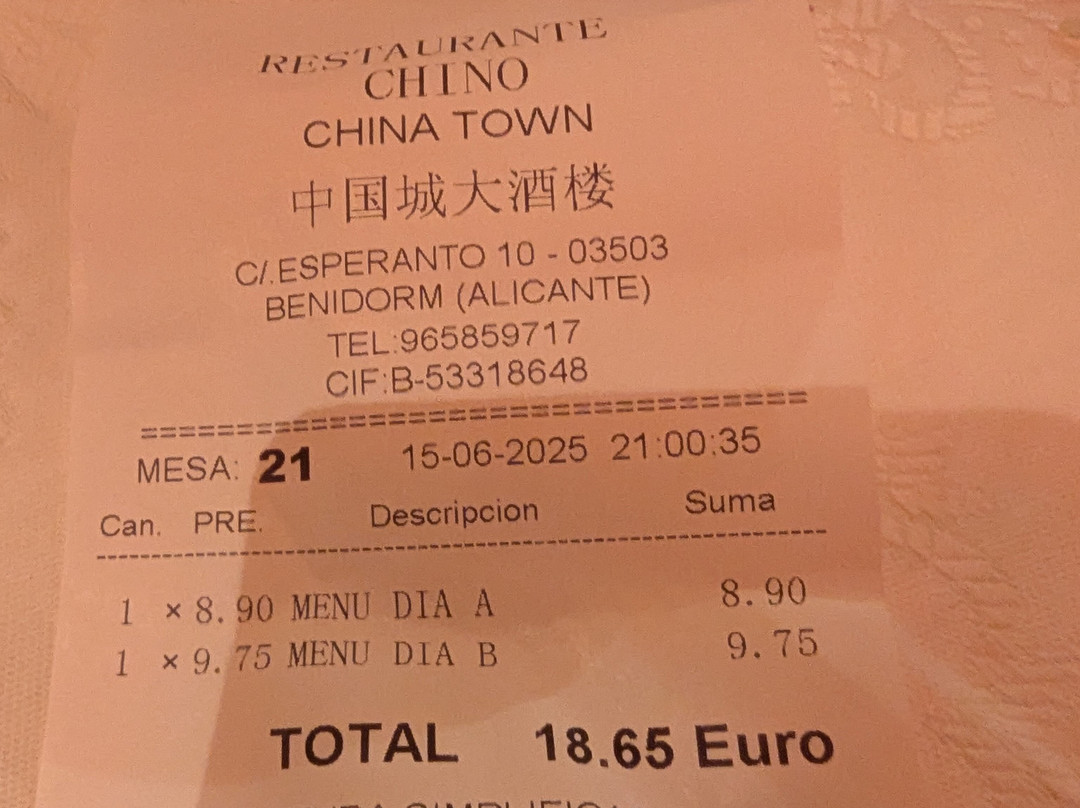 RESTAURANTE
CHINO
CHINA TOWN
中国城大酒楼
C/.ESPERANTO 10 - 03503
BENIDORM (ALICANTE)
TEL:965859717
CIF:B-53318648
================================
MESA: 21 15-06-2025 21:00:35
Can. PRE. Descripcion Suma
----------------------------------------------------------------
1 × 8.90 MENU DIA A 8.90
1 × 9.75 MENU DIA B 9.75
TOTAL 18.65 Euro